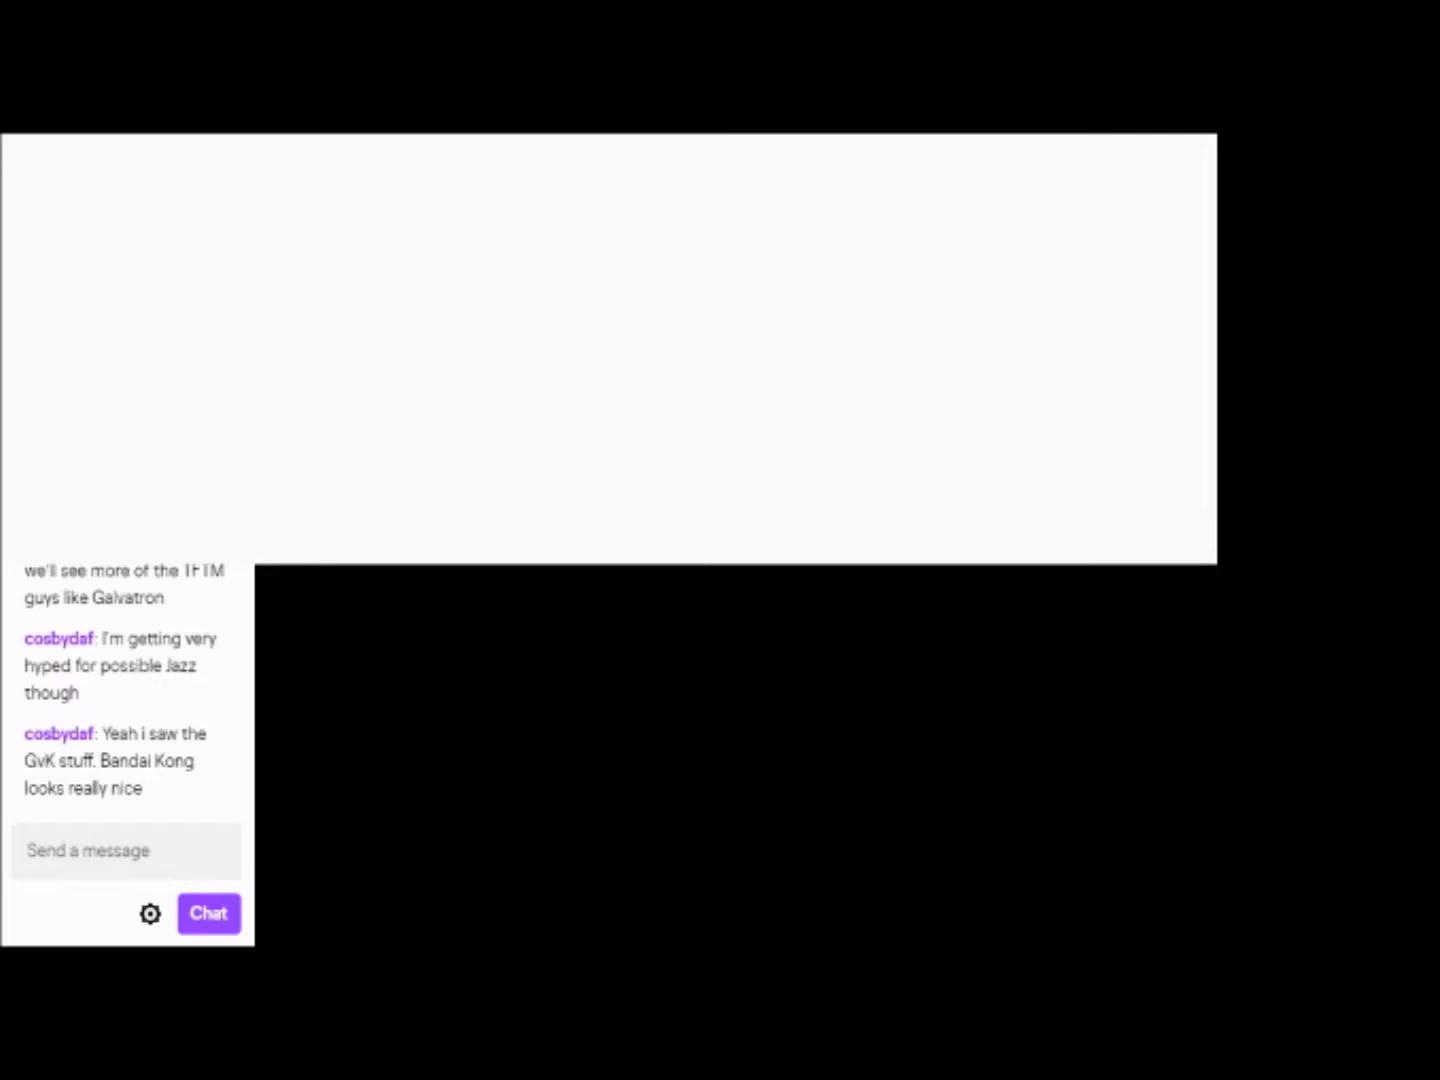 we'll see more of the TFTM
guys like Galvatron
cosbydaf: I'm getting very
hyped for possible Jazz
though
cosbydaf: Yeah i saw the
GvK stuff. Bandai Kong
looks really nice
Send a message
Chat